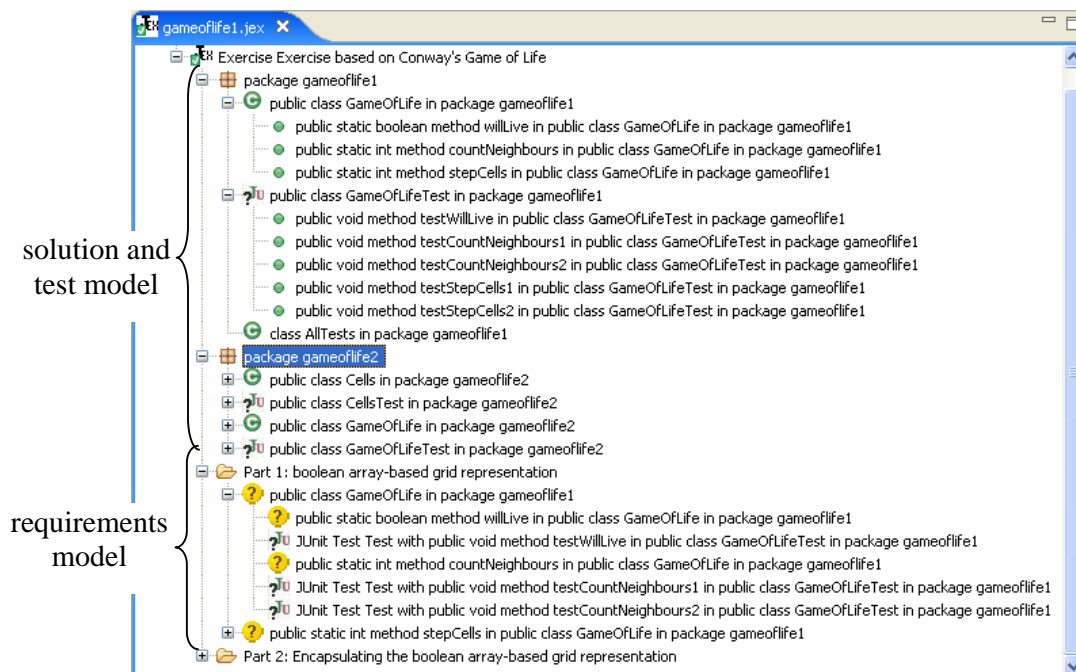 gameoflife1.jex
Exercise Exercise based on Conway's Game of Life
package gameoflife1
public class GameOfLife in package gameoflife1
public static boolean method willLive in public class GameOfLife in package gameoflife1
public static int method countNeighbours in public class GameOfLife in package gameoflife1
public static int method stepCells in public class GameOfLife in package gameoflife1
public class GameOfLifeTest in package gameoflife1
public void method testWillLive in public class GameOfLifeTest in package gameoflife1
public void method testCountNeighbours1 in public class GameOfLifeTest in package gameoflife1
public void method testCountNeighbours2 in public class GameOfLifeTest in package gameoflife1
public void method testStepCells1 in public class GameOfLifeTest in package gameoflife1
public void method testStepCells2 in public class GameOfLifeTest in package gameoflife1
class AllTests in package gameoflife1
package gameoflife2
public class Cells in package gameoflife2
public class CellsTest in package gameoflife2
public class GameOfLife in package gameoflife2
public class GameOfLifeTest in package gameoflife2
Part 1: boolean array-based grid representation
public class GameOfLife in package gameoflife1
public static boolean method willLive in public class GameOfLife in package gameoflife1
JUnit Test Test with public void method testWillLive in public class GameOfLifeTest in package gameoflife1
public static int method countNeighbours in public class GameOfLife in package gameoflife1
JUnit Test Test with public void method testCountNeighbours1 in public class GameOfLifeTest in package gameoflife1
JUnit Test Test with public void method testCountNeighbours2 in public class GameOfLifeTest in package gameoflife1
public static int method stepCells in public class GameOfLife in package gameoflife1
Part 2: Encapsulating the boolean array-based grid representation
solution and
test model
requirements
model